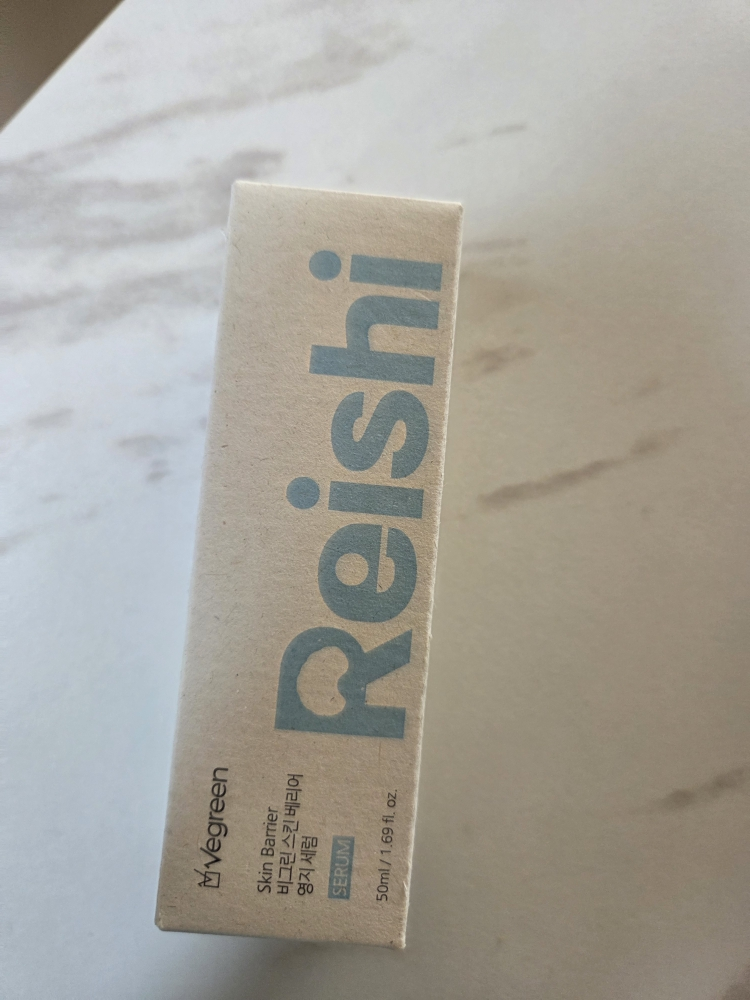 Vegreen
Skin Barrier
비그린 스킨 베리어
영지 세럼
SERUM
50ml / 1.69 fl. oz.
Reishi